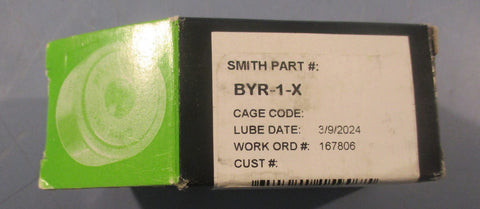 SMITH PART #:
BYR-1-X
CAGE CODE:
LUBE DATE: 3/9/2024
WORK ORD #: 167806
CUST #: